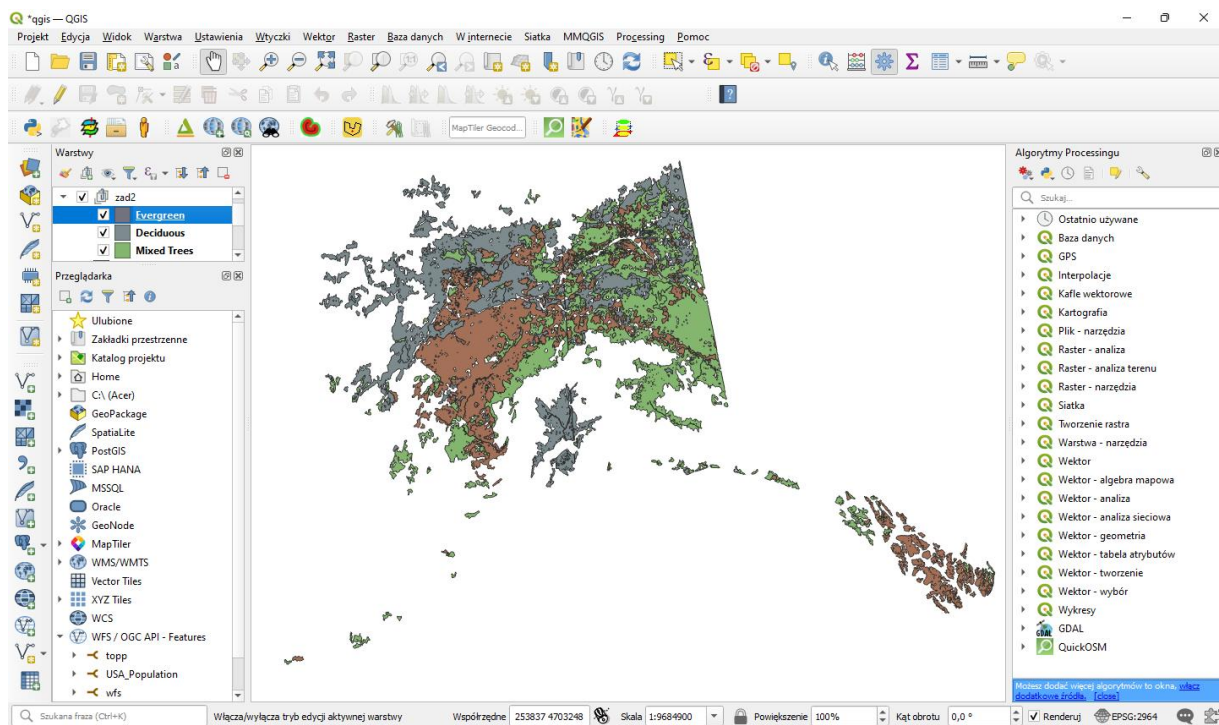 *qgis — QGIS
Projekt Edycja Widok Warstwa Ustawienia Wtyczki Wektor Raster Baza danych W internecie Siatka MMQGIS Processing Pomoc
MapTiler Geocod...
Warstwy
zad2
Evergreen
Deciduous
Mixed Trees
Przeglądarka
Ulubione
Zakładki przestrzenne
Katalog projektu
Home
C:\ (Acer)
GeoPackage
SpatiaLite
PostGIS
SAP HANA
MSSQL
Oracle
GeoNode
MapTiler
WMS/WMTS
Vector Tiles
XYZ Tiles
WCS
WFS / OGC API - Features
topp
USA_Population
wfs
Algorytmy Processingu
Szukaj...
Ostatnio używane
Baza danych
GPS
Interpolacje
Kafle wektorowe
Kartografia
Plik - narzędzia
Raster - analiza
Raster - analiza terenu
Raster - narzędzia
Siatka
Tworzenie rastra
Warstwa - narzędzia
Wektor
Wektor - algebra mapowa
Wektor - analiza
Wektor - analiza sieciowa
Wektor - geometria
Wektor - tabela atrybutów
Wektor - tworzenie
Wektor - wybór
Wykresy
GDAL
QuickOSM
Możesz dodać więcej algorytmów to okna, włącz
dodatkowe źródła. [close]
Szukana fraza (Ctrl+K) Włącza/wyłącza tryb edycji aktywnej warstwy Współrzędne 253837 4703248 Skala 1:9684900 Powiększenie 100% Kąt obrotu 0,0 ° Renderuj EPSG:2964